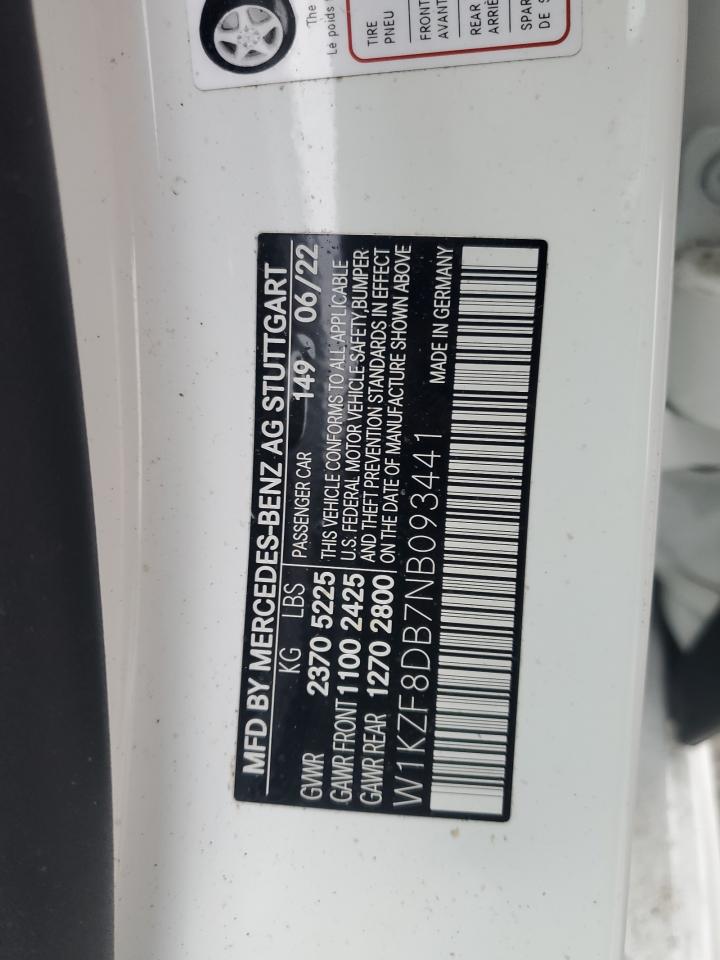 The
Le poids
TIRE
PNEU
FRONT
AVANT
REAR
ARRIÈ
SPAR
DE S
MFD BY MERCEDES-BENZ AG STUTTGART
KG LBS PASSENGER CAR 149 06/22
GVWR 2370 5225 THIS VEHICLE CONFORMS TO ALL APPLICABLE
GAWR FRONT 1100 2425 U.S. FEDERAL MOTOR VEHICLE SAFETY,BUMPER
GAWR REAR 1270 2800 AND THEFT PREVENTION STANDARDS IN EFFECT
ON THE DATE OF MANUFACTURE SHOWN ABOVE
W1KZF8DB7NB093441 MADE IN GERMANY